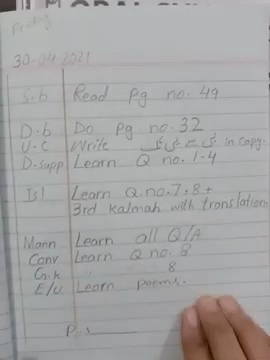 Friday
30-04-2021
S.b Read Pg no. 49
D.b Do Pg no. 32
U.C Write in copy.
D.supp Learn Q no. 1-4
Isl Learn Q no. 7, 8 +
3rd kalmah with translation
Mann Learn all Q/A
Conv Learn Q no. 8
G.k " " 8
E/U Learn poems.
P.s